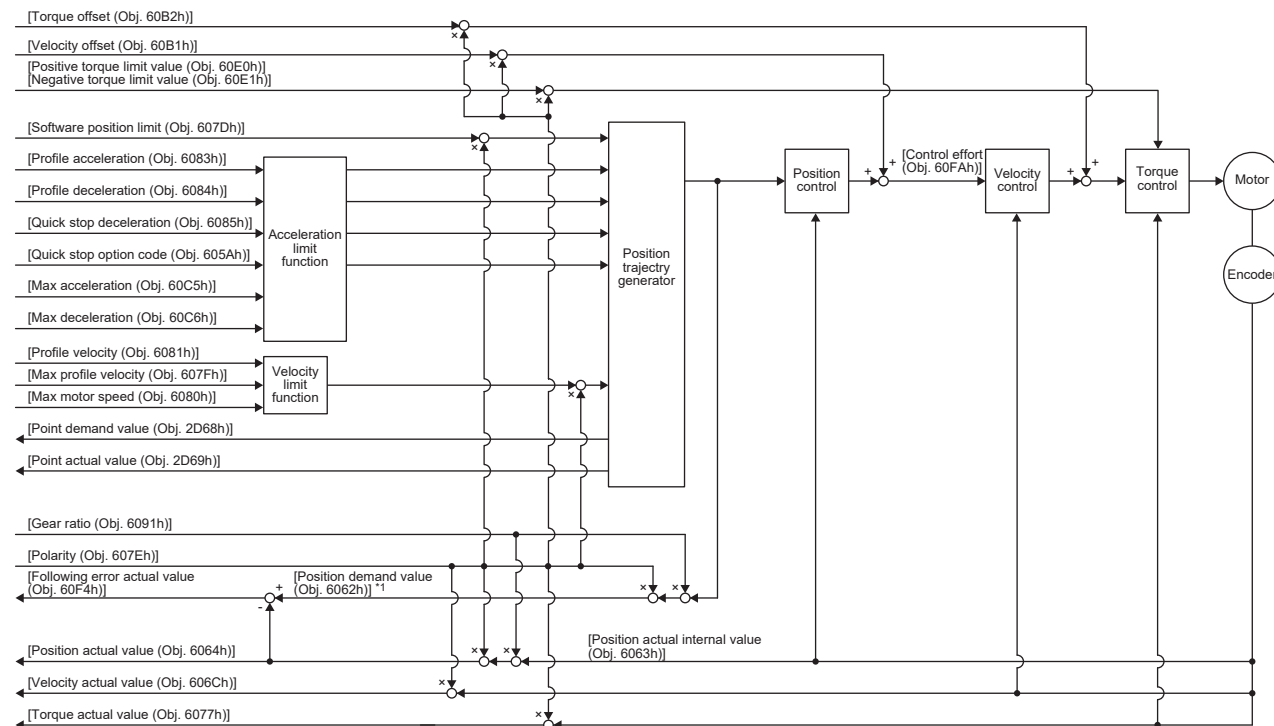 [Torque offset (Obj. 60B2h)]
[Velocity offset (Obj. 60B1h)]
[Positive torque limit value (Obj. 60E0h)]
[Negative torque limit value (Obj. 60E1h)]
[Software position limit (Obj. 607Dh)]
[Profile acceleration (Obj. 6083h)]
[Profile deceleration (Obj. 6084h)]
[Quick stop deceleration (Obj. 6085h)]
[Quick stop option code (Obj. 605Ah)]
[Max acceleration (Obj. 60C5h)]
[Max deceleration (Obj. 60C6h)]
Acceleration
limit
function
[Profile velocity (Obj. 6081h)]
[Max profile velocity (Obj. 607Fh)]
[Max motor speed (Obj. 6080h)]
Velocity
limit
function
[Point demand value (Obj. 2D68h)]
[Point actual value (Obj. 2D69h)]
Position
trajectry
generator
Position
control
[Control effort
(Obj. 60FAh)]
Velocity
control
Torque
control
Motor
Encoder
[Gear ratio (Obj. 6091h)]
[Polarity (Obj. 607Eh)]
[Following error actual value
(Obj. 60F4h)]
[Position demand value
(Obj. 6062h)] *1
[Position actual value (Obj. 6064h)]
[Position actual internal value
(Obj. 6063h)]
[Velocity actual value (Obj. 606Ch)]
[Torque actual value (Obj. 6077h)]